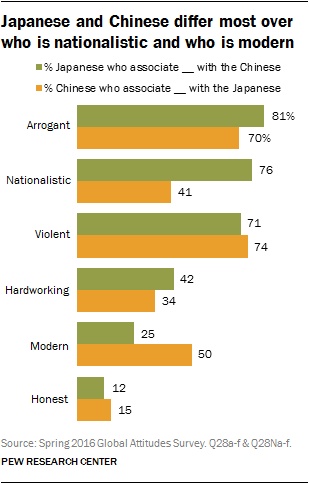 Japanese and Chinese differ most over
who is nationalistic and who is modern
% Japanese who associate __ with the Chinese
% Chinese who associate __ with the Japanese
Arrogant
81%
70%
Nationalistic
76
41
Violent
71
74
Hardworking
42
34
Modern
25
50
Honest
12
15
Source: Spring 2016 Global Attitudes Survey. Q28a-f & Q28Na-f.
PEW RESEARCH CENTER